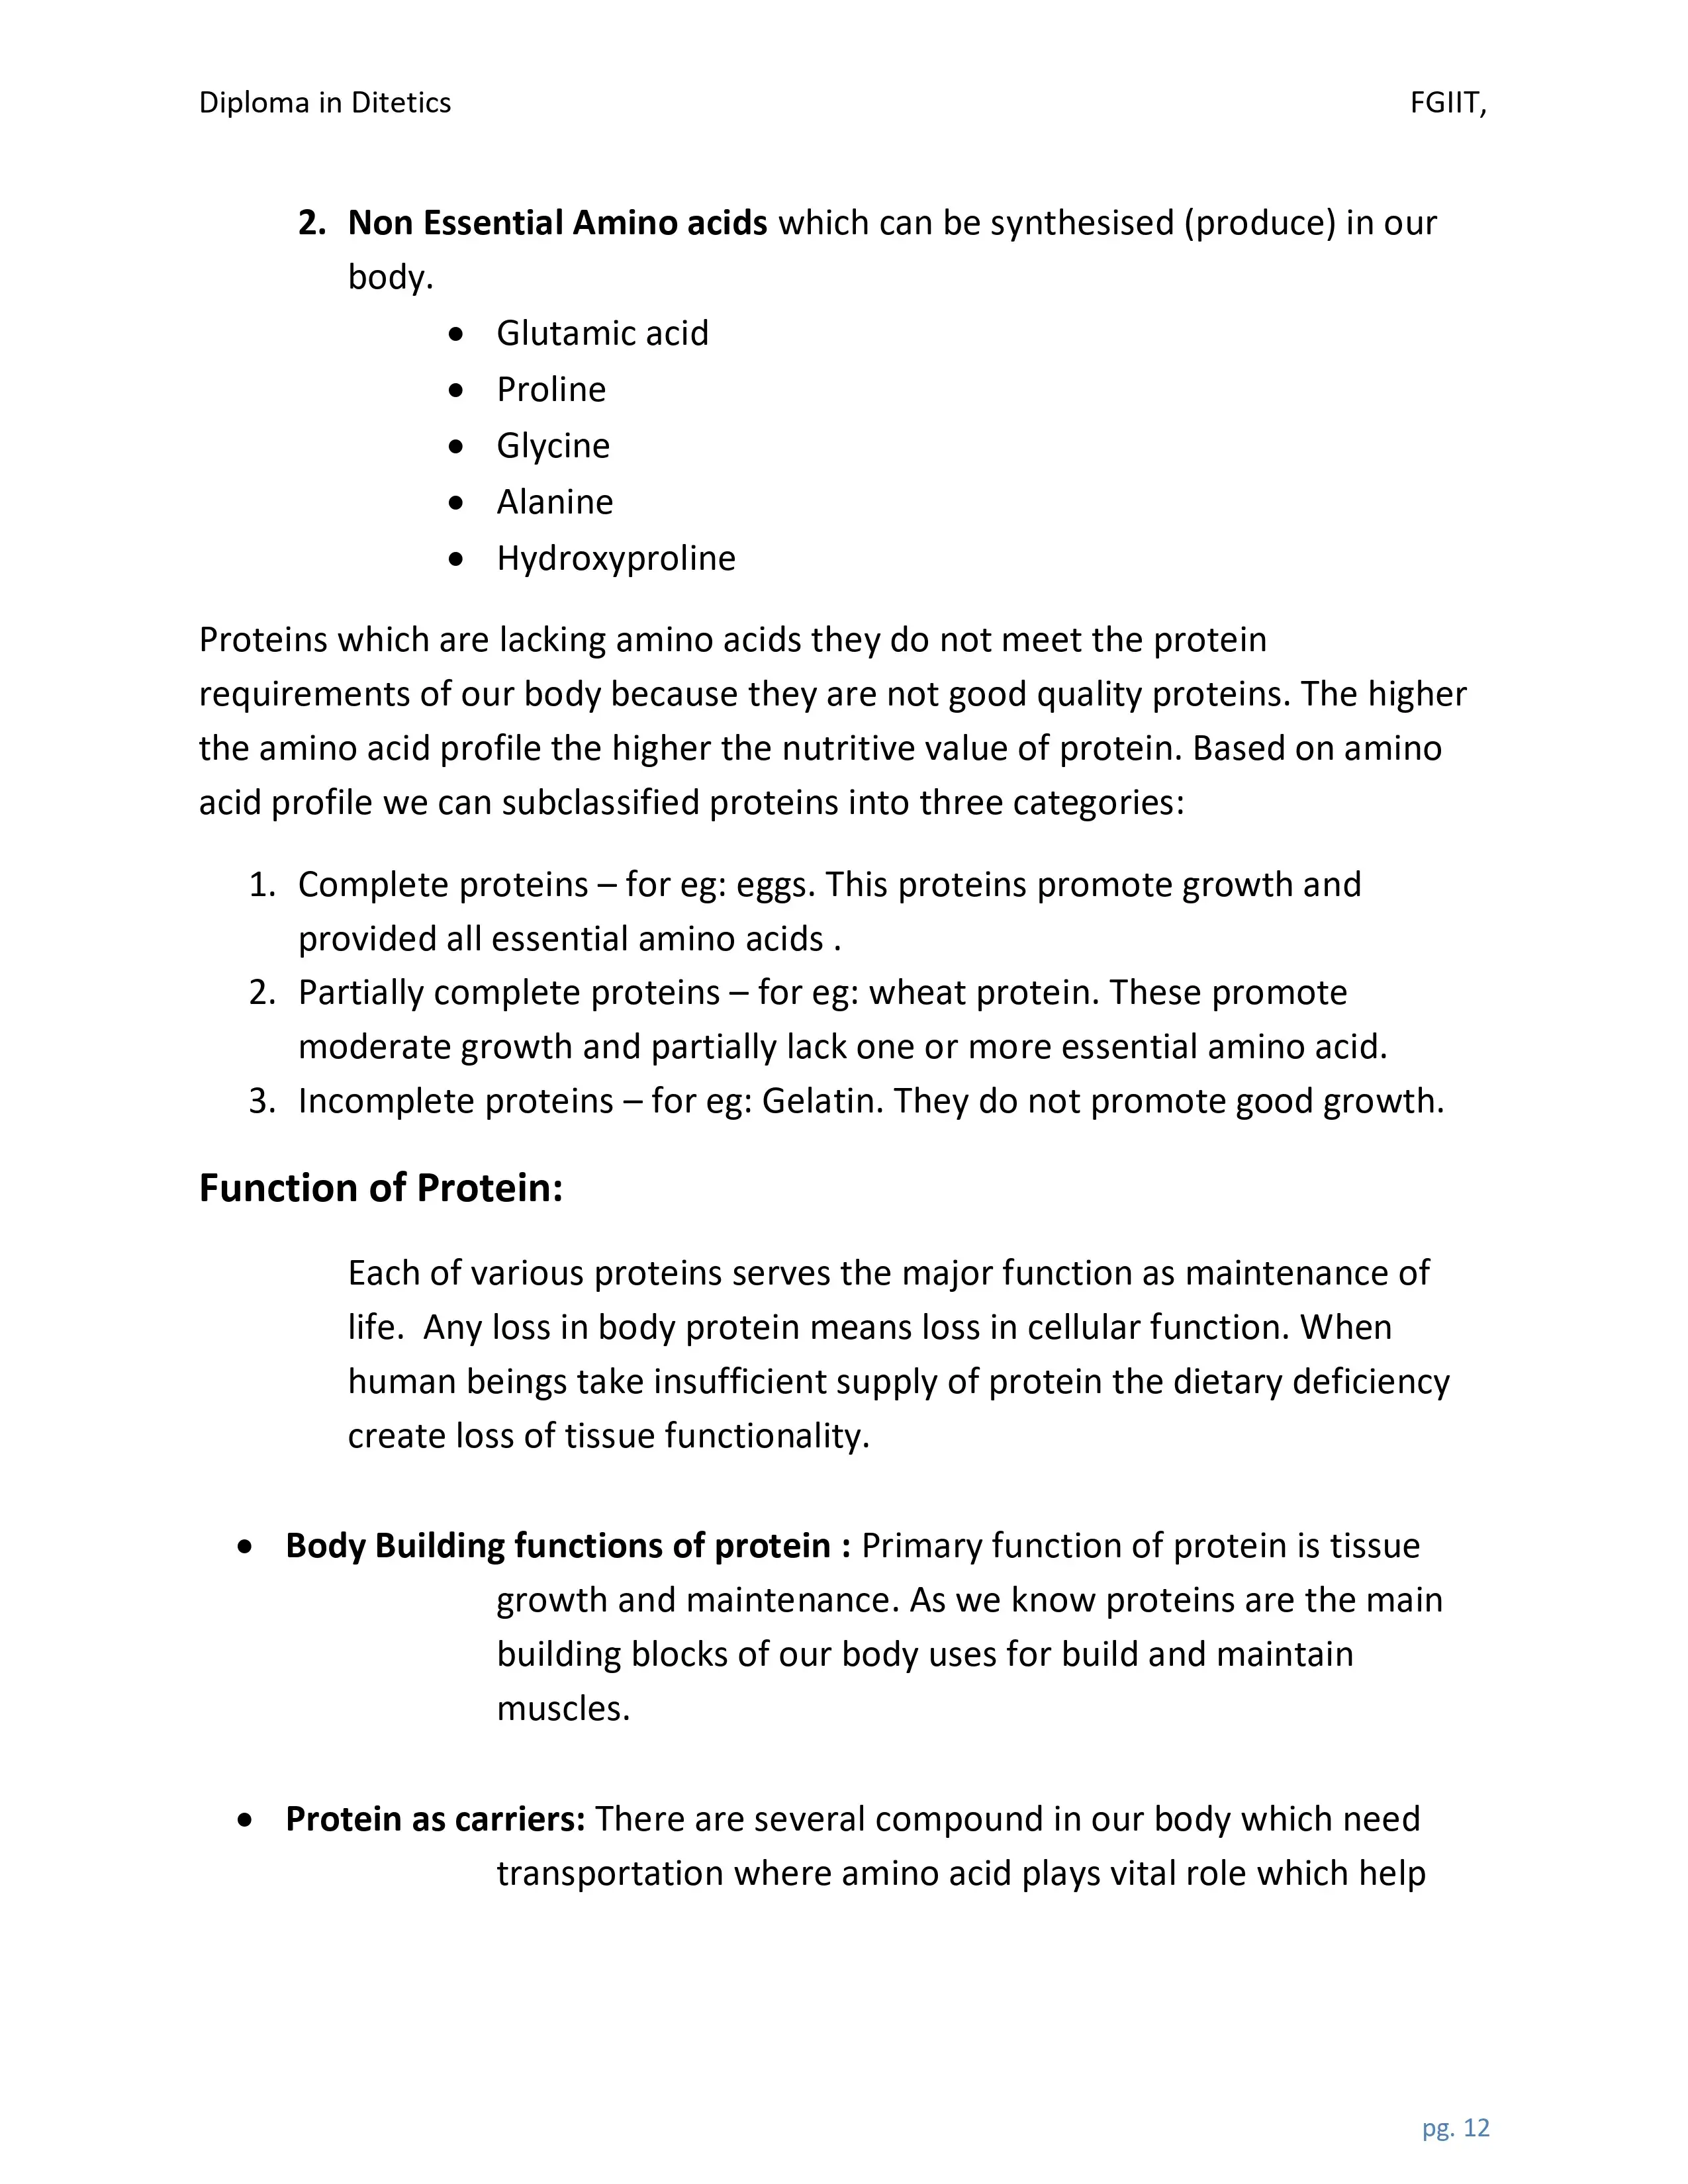 Diploma in Ditetics FGIIT,
2. Non Essential Amino acids which can be synthesised (produce) in our
body.
• Glutamic acid
• Proline
• Glycine
• Alanine
• Hydroxyproline
Proteins which are lacking amino acids they do not meet the protein
requirements of our body because they are not good quality proteins. The higher
the amino acid profile the higher the nutritive value of protein. Based on amino
acid profile we can subclassified proteins into three categories:
1. Complete proteins – for eg: eggs. This proteins promote growth and
provided all essential amino acids .
2. Partially complete proteins – for eg: wheat protein. These promote
moderate growth and partially lack one or more essential amino acid.
3. Incomplete proteins – for eg: Gelatin. They do not promote good growth.
Function of Protein:
Each of various proteins serves the major function as maintenance of
life.  Any loss in body protein means loss in cellular function. When
human beings take insufficient supply of protein the dietary deficiency
create loss of tissue functionality.
• Body Building functions of protein : Primary function of protein is tissue
growth and maintenance. As we know proteins are the main
building blocks of our body uses for build and maintain
muscles.
• Protein as carriers: There are several compound in our body which need
transportation where amino acid plays vital role which help
pg. 12